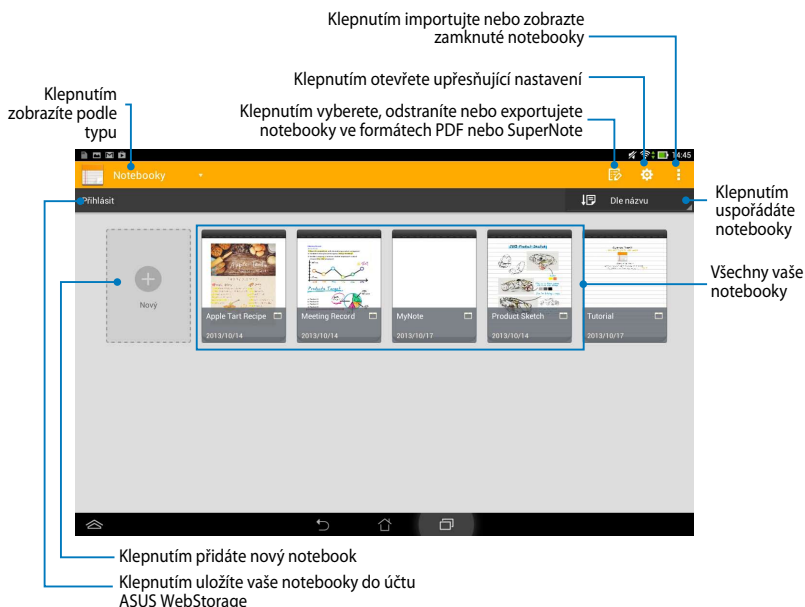 Klepnutím importujte nebo zobrazte
zamknuté notebooky
Klepnutím otevřete upřesňující nastavení
Klepnutím vyberete, odstraníte nebo exportujete
notebooky ve formátech PDF nebo SuperNote
Klepnutím
zobrazíte podle
typu
14:45
Notebooky
Přihlásit
Dle názvu
Klepnutím
uspořádáte
notebooky
Všechny vaše
notebooky
Nový
Apple Tart Recipe
2013/10/14
Meeting Record
2013/10/14
MyNote
2013/10/17
Product Sketch
2013/10/14
Tutorial
2013/10/17
Klepnutím přidáte nový notebook
Klepnutím uložíte vaše notebooky do účtu
ASUS WebStorage